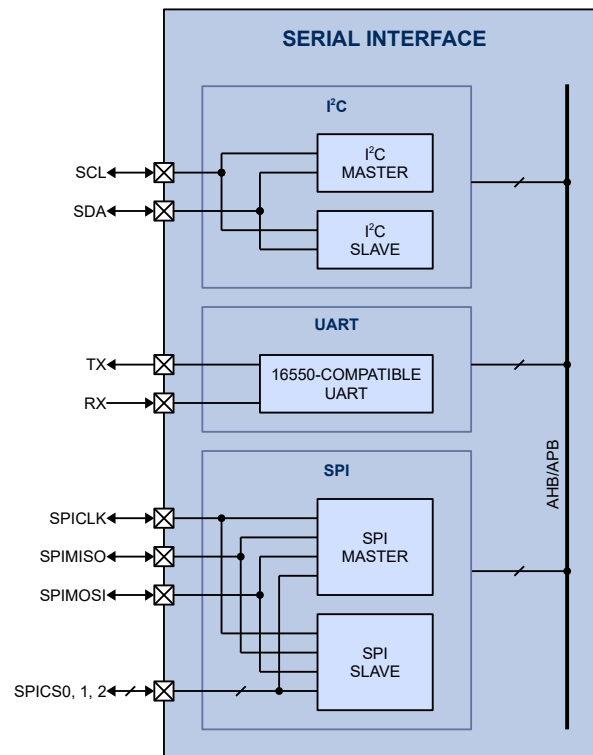 SERIAL INTERFACE
I²C
I²C
MASTER
SCL
SDA
I²C
SLAVE
UART
TX
16550-COMPATIBLE
UART
RX
AHB/APB
SPI
SPICLK
SPI
MASTER
SPIMISO
SPIMOSI
SPI
SLAVE
SPICS0, 1, 2